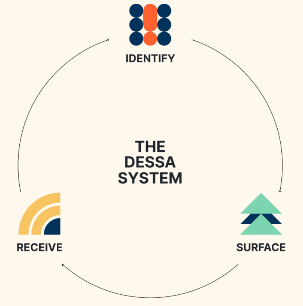 IDENTIFY
THE
DESSA
SYSTEM
RECEIVE
SURFACE